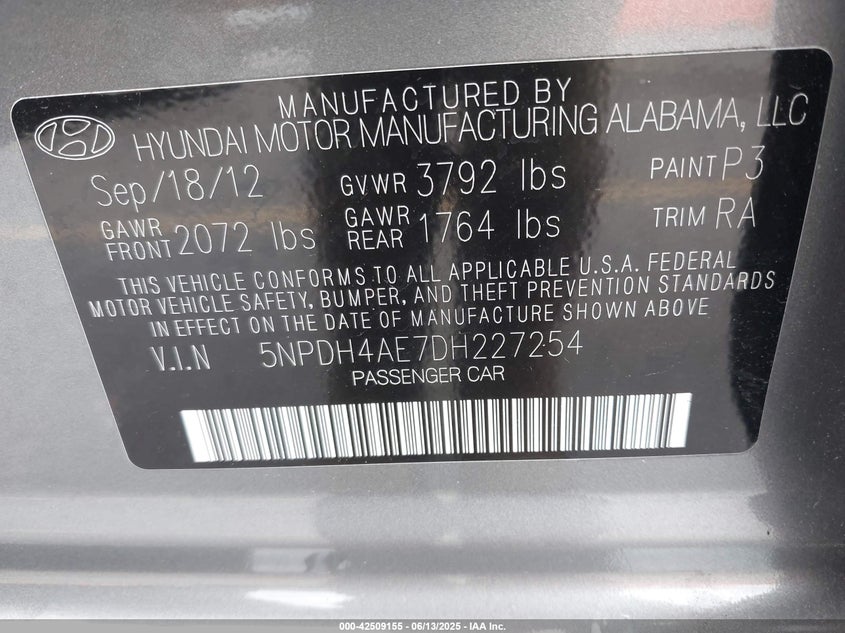 MANUFACTURED BY
HYUNDAI MOTOR MANUFACTURING ALABAMA, LLC
Sep/18/12 GVWR 3792 lbs PAINT P3
GAWR FRONT 2072 lbs GAWR REAR 1764 lbs TRIM RA
THIS VEHICLE CONFORMS TO ALL APPLICABLE U.S.A. FEDERAL
MOTOR VEHICLE SAFETY, BUMPER, AND THEFT PREVENTION STANDARDS
IN EFFECT ON THE DATE OF MANUFACTURE SHOWN ABOVE
V.I.N 5NPDH4AE7DH227254
PASSENGER CAR
000-42509155 - 06/13/2025 - IAA Inc.